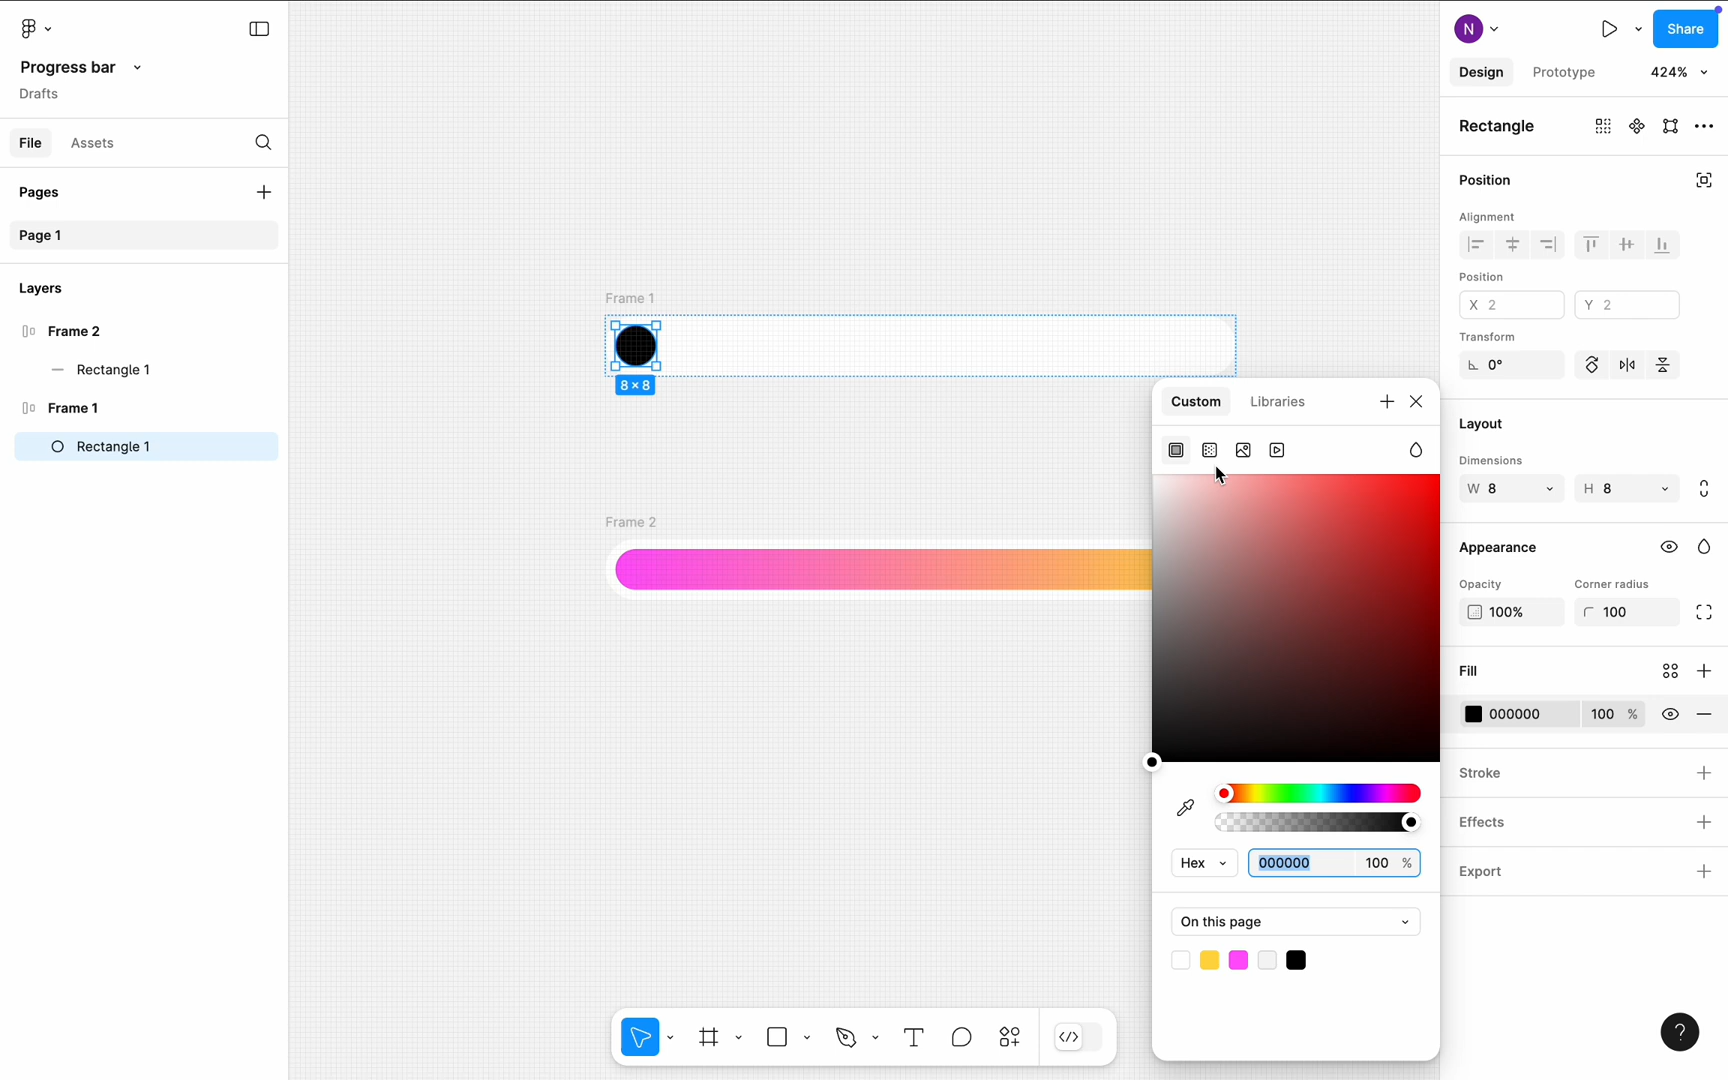 Progress bar
Drafts
File
Assets
Pages
Page 1
Layers
Frame 2
Rectangle 1
Frame 1
Rectangle 1
Frame 1
8 × 8
Frame 2
Custom
Libraries
Hex
000000
100 %
On this page
N
Share
Design
Prototype
424%
Rectangle
Position
Alignment
Position
X 2
Y 2
Transform
0°
Layout
Dimensions
W 8
H 8
Appearance
Opacity
Corner radius
100%
100
Fill
000000
100 %
Stroke
Effects
Export
?